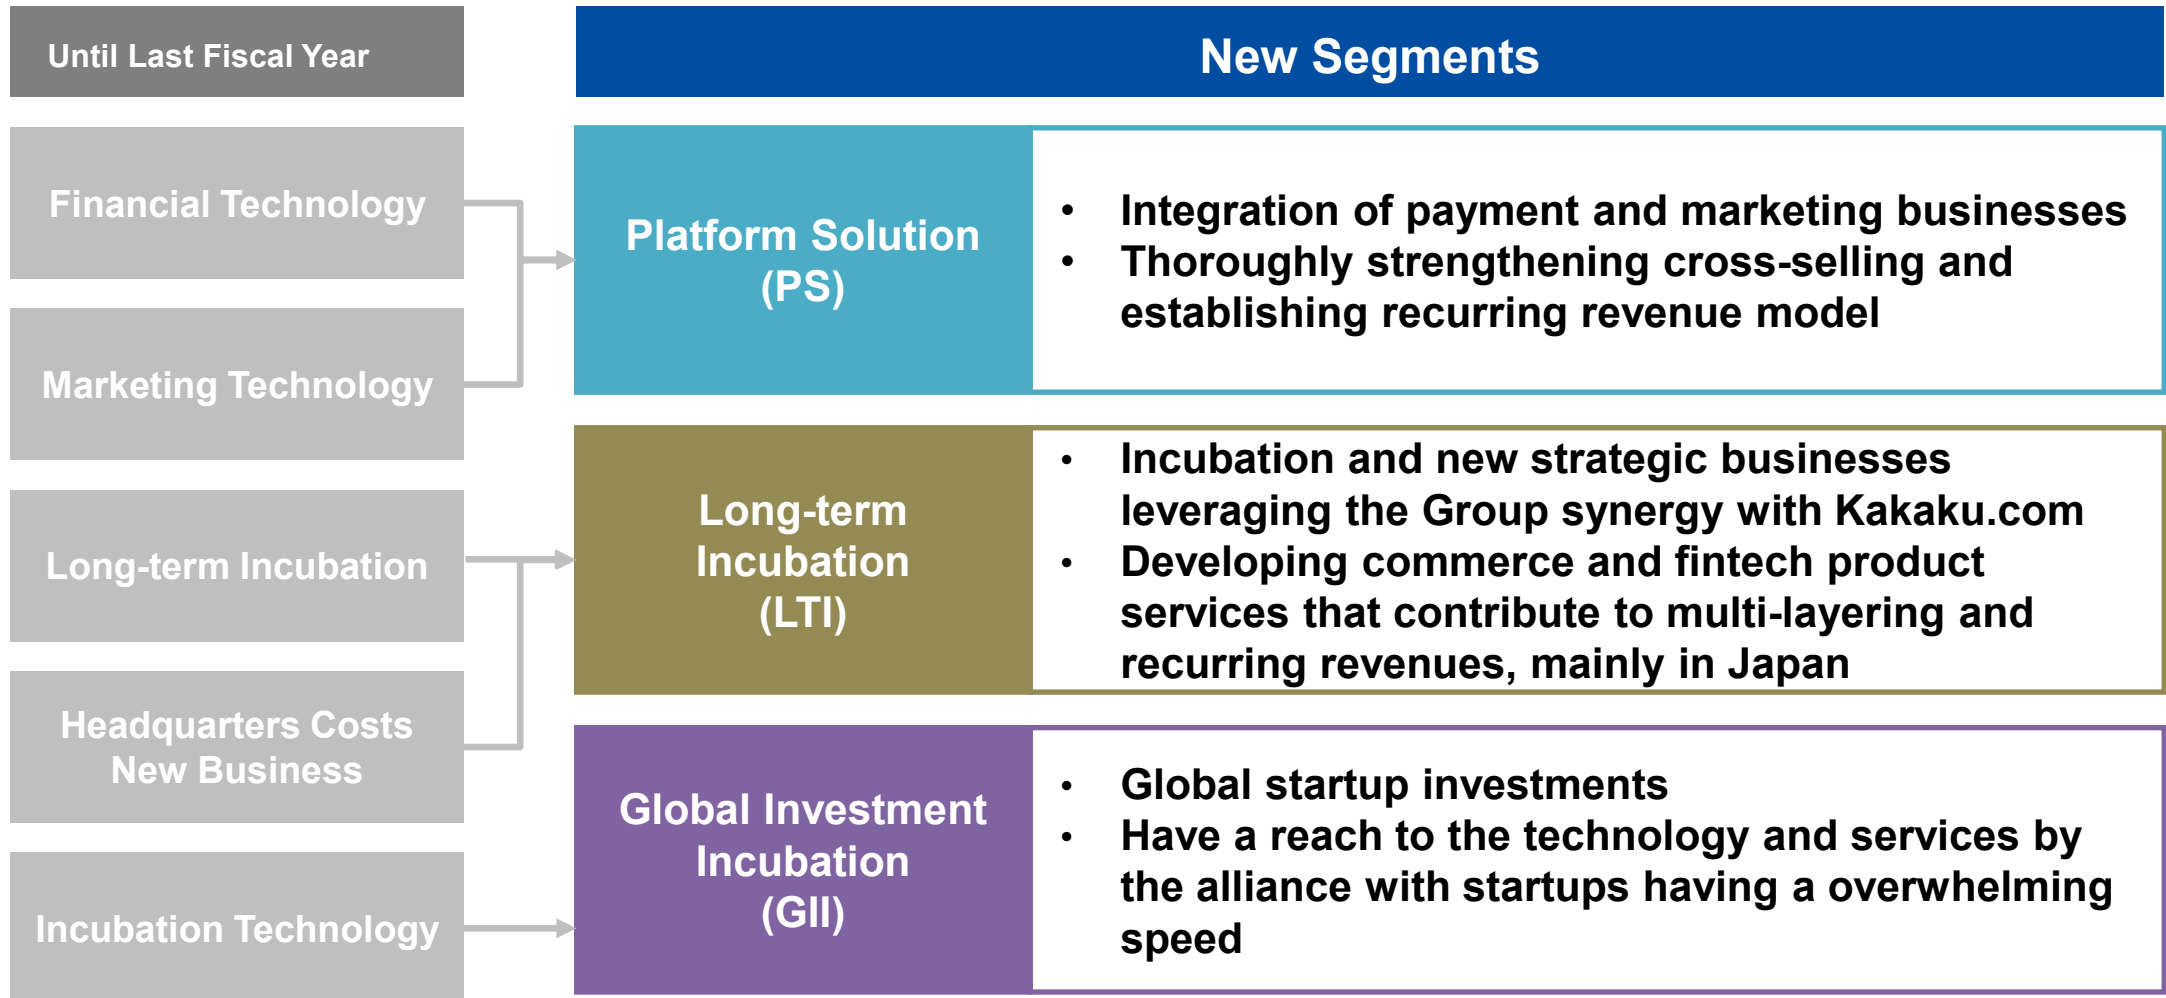 Until Last Fiscal Year
New Segments
Financial Technology
Marketing Technology
Long-term Incubation
Headquarters Costs
New Business
Incubation Technology
Platform Solution
(PS)
• Integration of payment and marketing businesses
• Thoroughly strengthening cross-selling and
establishing recurring revenue model
Long-term
Incubation
(LTI)
• Incubation and new strategic businesses
leveraging the Group synergy with Kakaku.com
• Developing commerce and fintech product
services that contribute to multi-layering and
recurring revenues, mainly in Japan
Global Investment
Incubation
(GII)
• Global startup investments
• Have a reach to the technology and services by
the alliance with startups having a overwhelming
speed